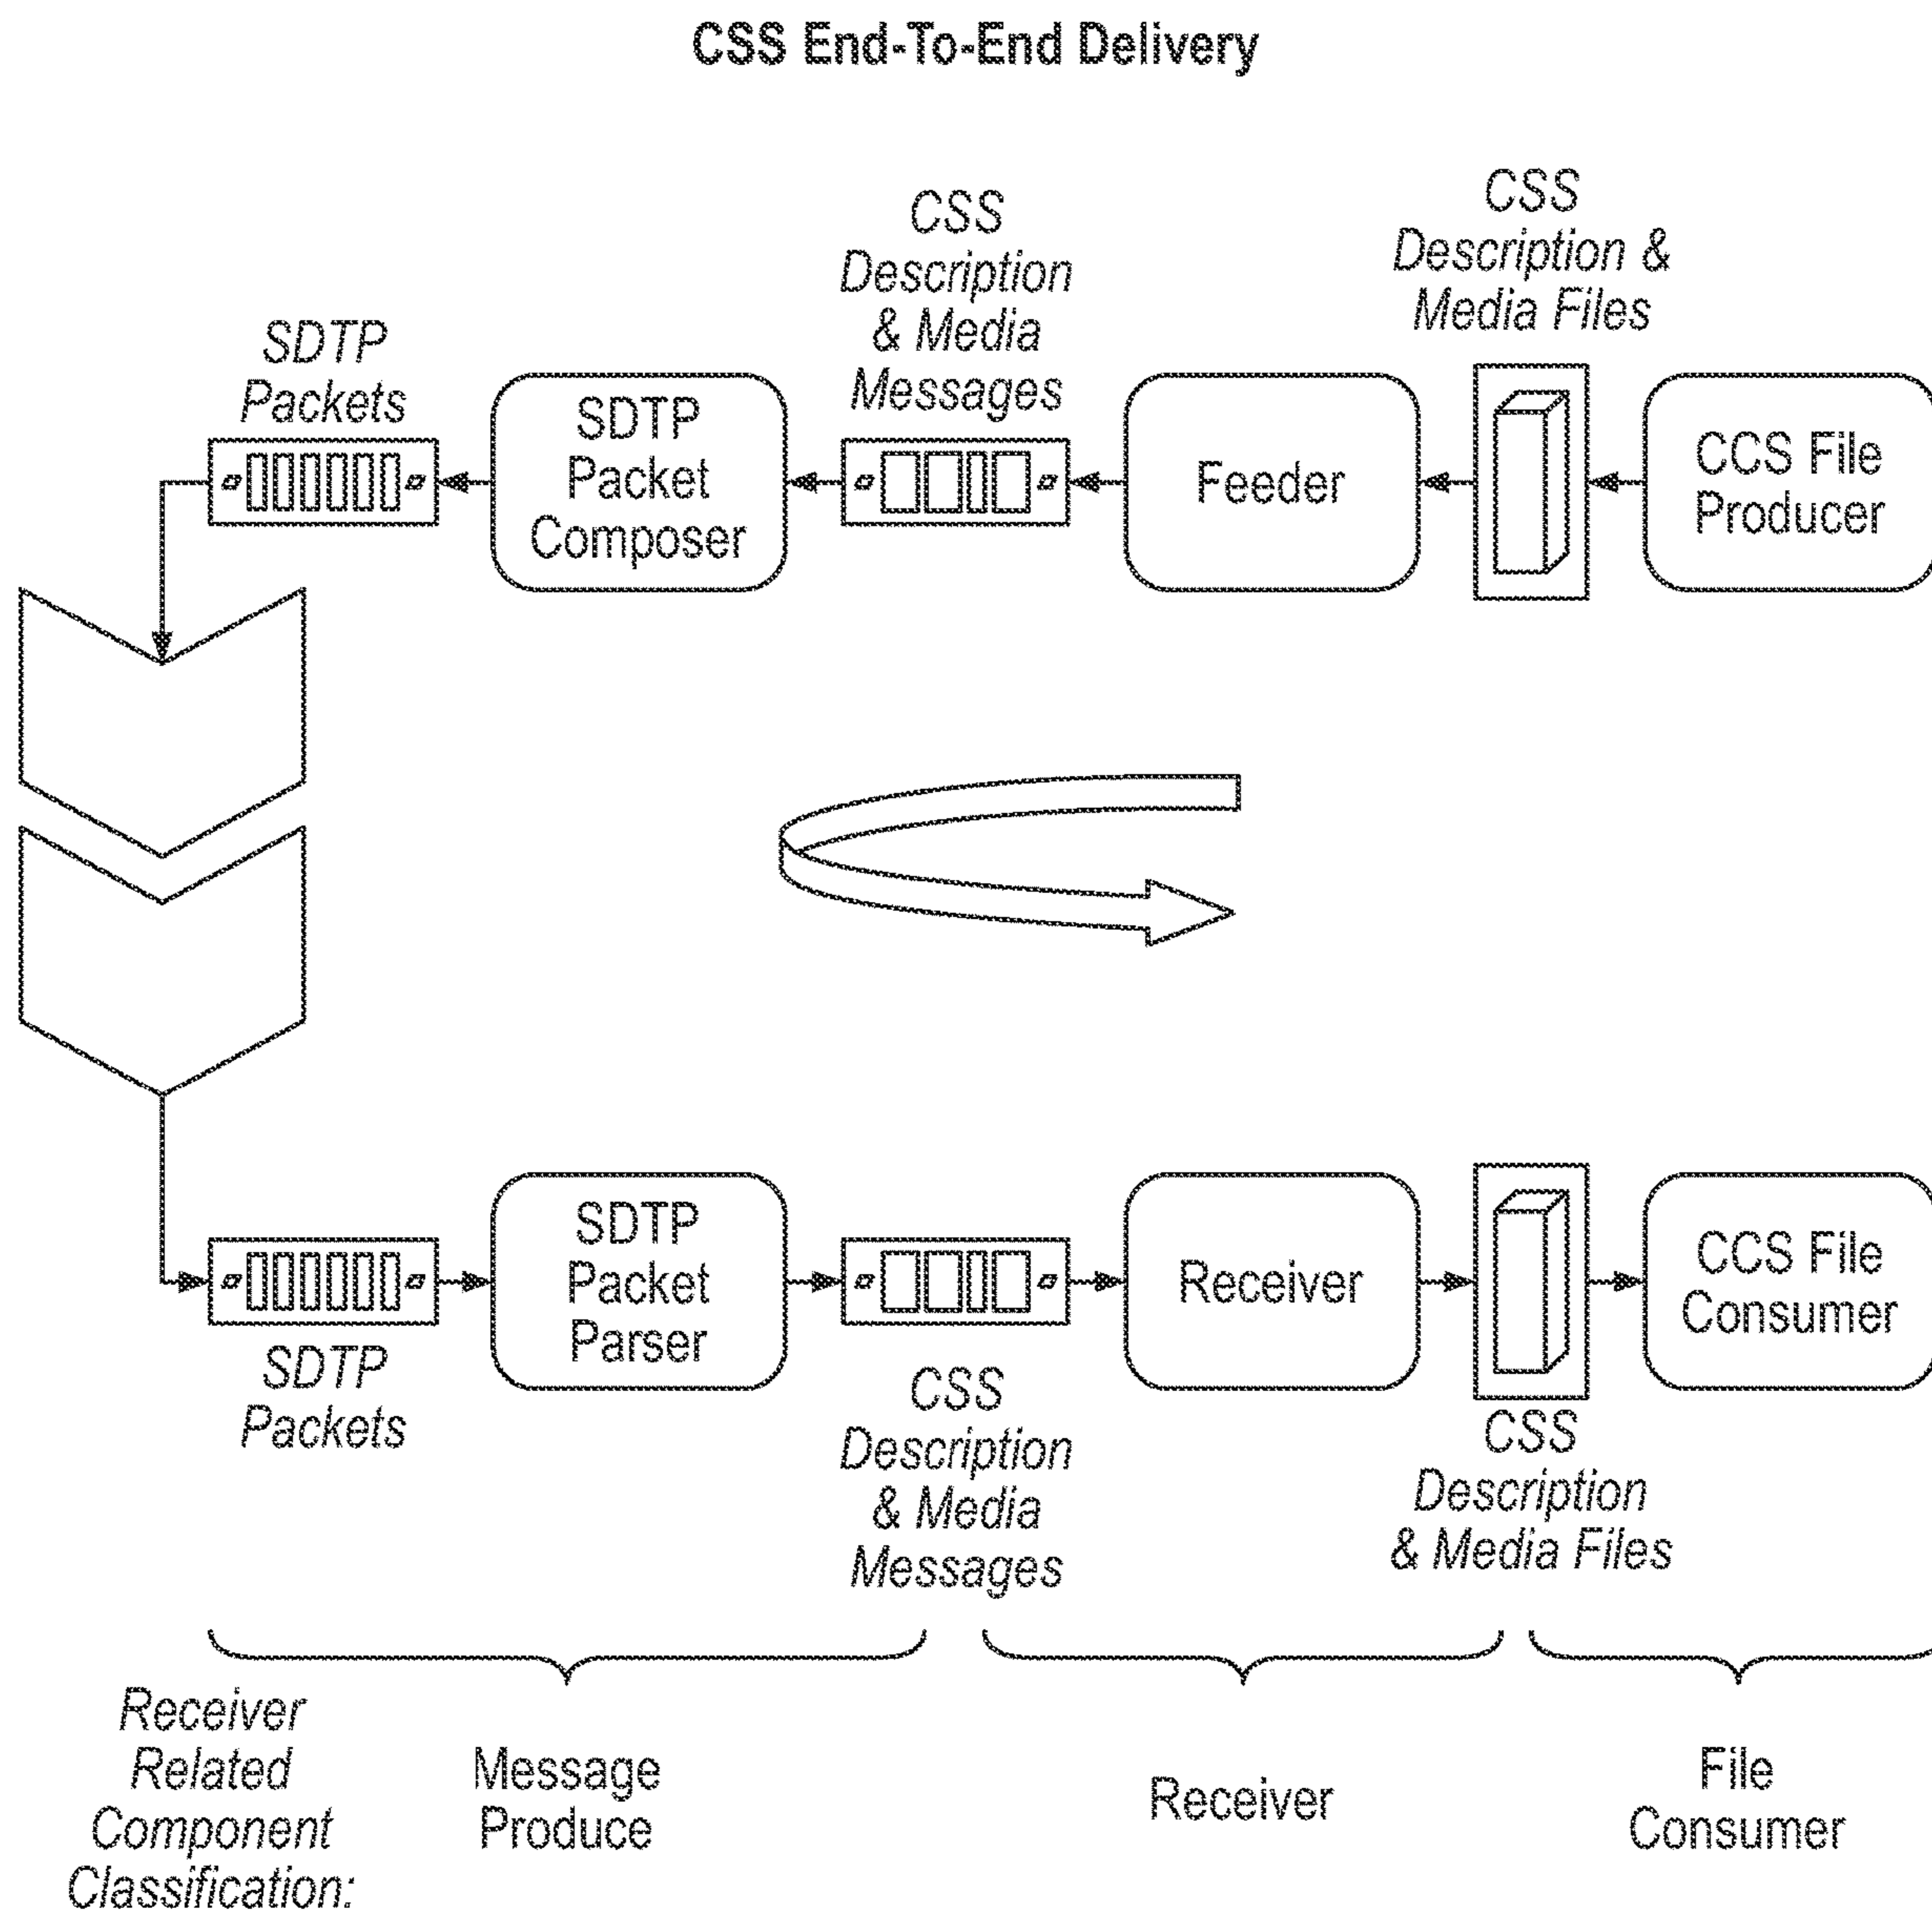 CSS End-To-End Delivery
SDTP
Packets
SDTP
Packet
Composer
CSS
Description
& Media
Messages
Feeder
CSS
Description &
Media Files
CCS File
Producer
SDTP
Packets
SDTP
Packet
Parser
CSS
Description
& Media
Messages
Receiver
CSS
Description
& Media Files
CCS File
Consumer
Receiver
Related
Component
Classification:
Message
Produce
Receiver
File
Consumer